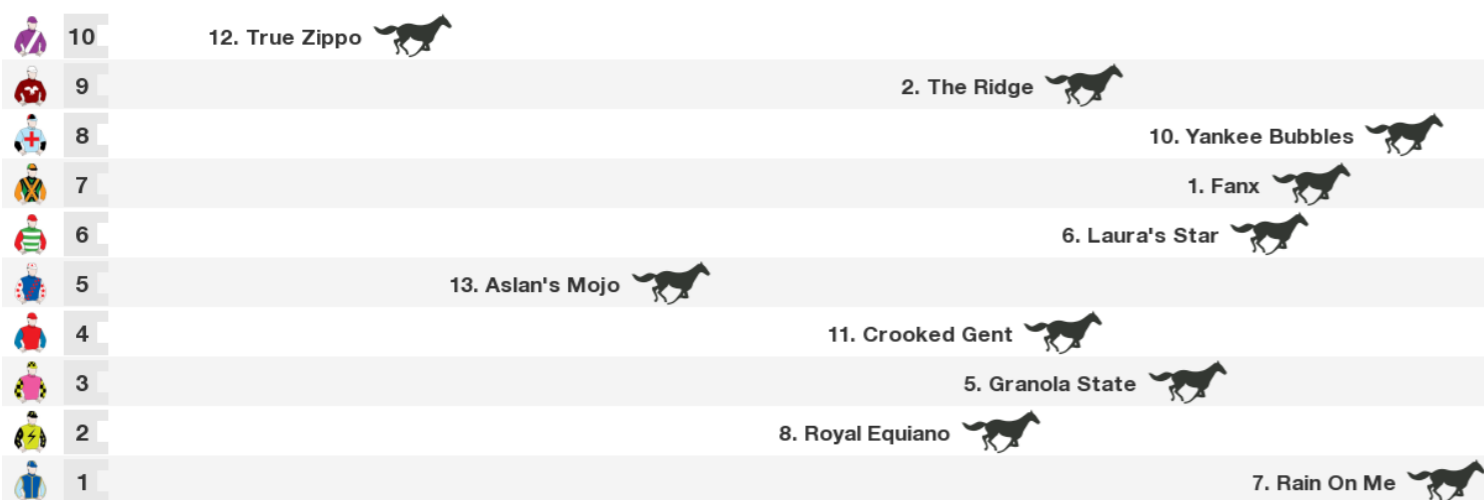 10 12. True Zippo
9 2. The Ridge
8 10. Yankee Bubbles
7 1. Fanx
6 6. Laura's Star
5 13. Aslan's Mojo
4 11. Crooked Gent
3 5. Granola State
2 8. Royal Equiano
1 7. Rain On Me